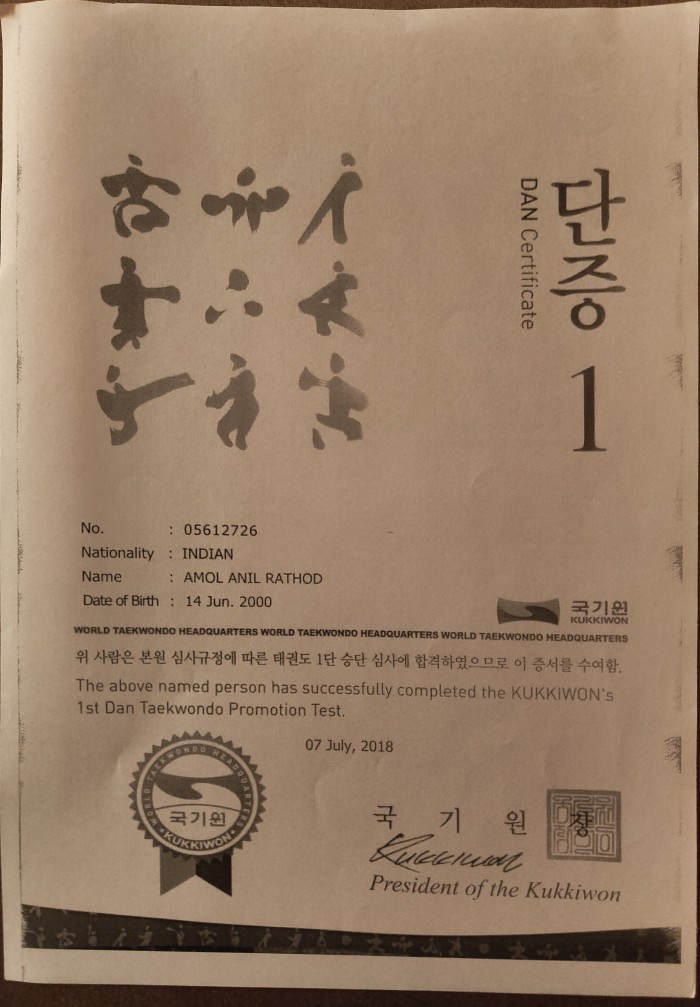 단증
DAN Certificate
1
No. : 05612726
Nationality : INDIAN
Name : AMOL ANIL RATHOD
Date of Birth : 14 Jun. 2000
국기원
KUKKIWON
WORLD TAEKWONDO HEADQUARTERS WORLD TAEKWONDO HEADQUARTERS WORLD TAEKWONDO HEADQUARTERS
위 사람은 본원 심사규정에 따른 태권도 1단 승단 심사에 합격하였으므로 이 증서를 수여함.
The above named person has successfully completed the KUKKIWON's
1st Dan Taekwondo Promotion Test.
07 July, 2018
WORLD TAEKWONDO HEADQUARTERS
국기원
KUKKIWON
국 기 원 장
Kukkiwon
President of the Kukkiwon